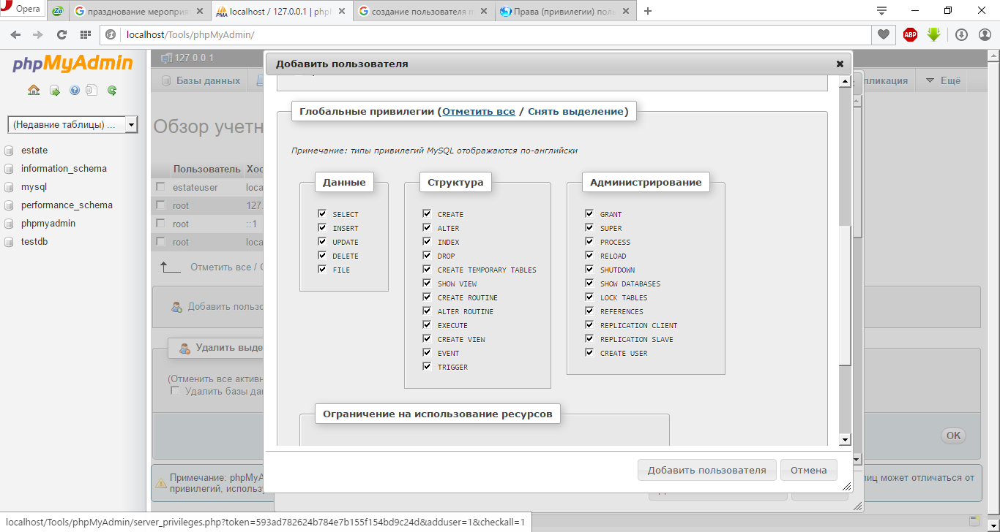 Opera
празднование мероприя
localhost / 127.0.0.1 | phpM
создание пользователя m
Права (привилегии) поль
localhost/Tools/phpMyAdmin/
ABP
phpMyAdmin
(Недавние таблицы) ...
estate
information_schema
mysql
performance_schema
phpmyadmin
testdb
127.0.0.1
Базы данных
пликация
Ещё
Обзор учетн
Пользователь Хос
estateuser loca
root 127.
root ::1
root loca
Отметить все / С
Добавить пользо
Удалить выде
(Отменить все активн
Удалить базы да
OK
Примечание: phpMyA
лиц может отличаться от
привилегий, использу
Добавить пользователя
Глобальные привилегии (Отметить все / Снять выделение)
Примечание: типы привилегий MySQL отображаются по-английски
Данные
SELECT
INSERT
UPDATE
DELETE
FILE
Структура
CREATE
ALTER
INDEX
DROP
CREATE TEMPORARY TABLES
SHOW VIEW
CREATE ROUTINE
ALTER ROUTINE
EXECUTE
CREATE VIEW
EVENT
TRIGGER
Администрирование
GRANT
SUPER
PROCESS
RELOAD
SHUTDOWN
SHOW DATABASES
LOCK TABLES
REFERENCES
REPLICATION CLIENT
REPLICATION SLAVE
CREATE USER
Ограничение на использование ресурсов
Добавить пользователя
Отмена
localhost/Tools/phpMyAdmin/server_privileges.php?token=593ad782624b784e7b155f154bd9c24d&adduser=1&checkall=1